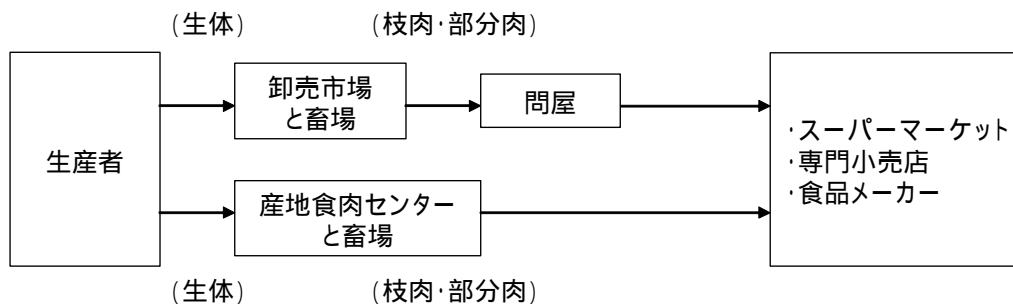 (生体)
(枝肉・部分肉)
生産者
卸売市場
と畜場
問屋
・スーパーマーケット
・専門小売店
・食品メーカー
産地食肉センター
と畜場
(生体)
(枝肉・部分肉)